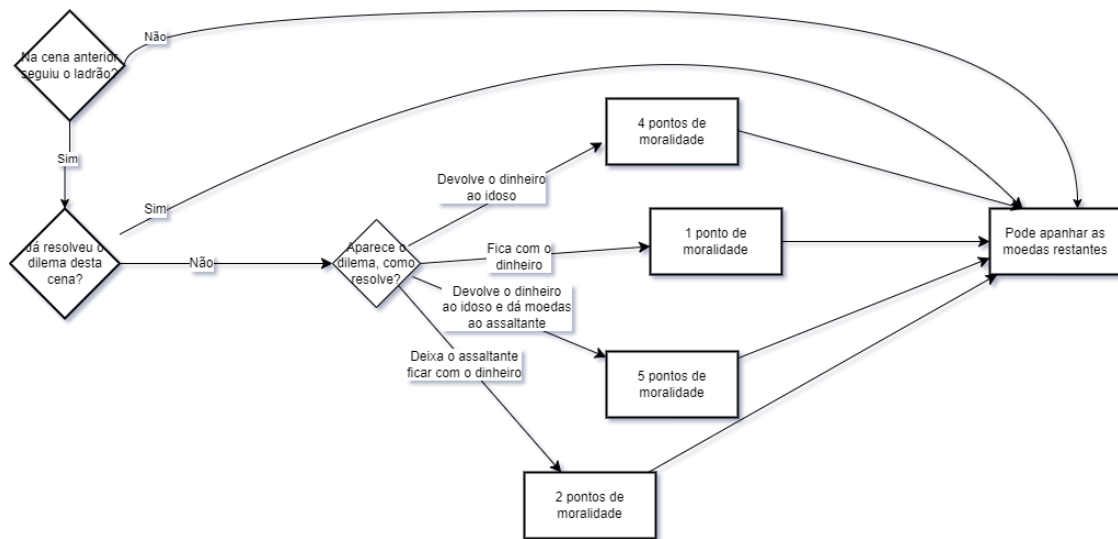 Na cena anterior
seguiu o ladrão?
Não
Sim
Já resolveu o
dilema desta
cena?
Sim
Não
Aparece o
dilema, como
resolve?
Devolve o dinheiro
ao idoso
Fica com o
dinheiro
Devolve o dinheiro
ao idoso e dá moedas
ao assaltante
Deixa o assaltante
ficar com o dinheiro
4 pontos de
moralidade
1 ponto de
moralidade
5 pontos de
moralidade
2 pontos de
moralidade
Pode apanhar as
moedas restantes